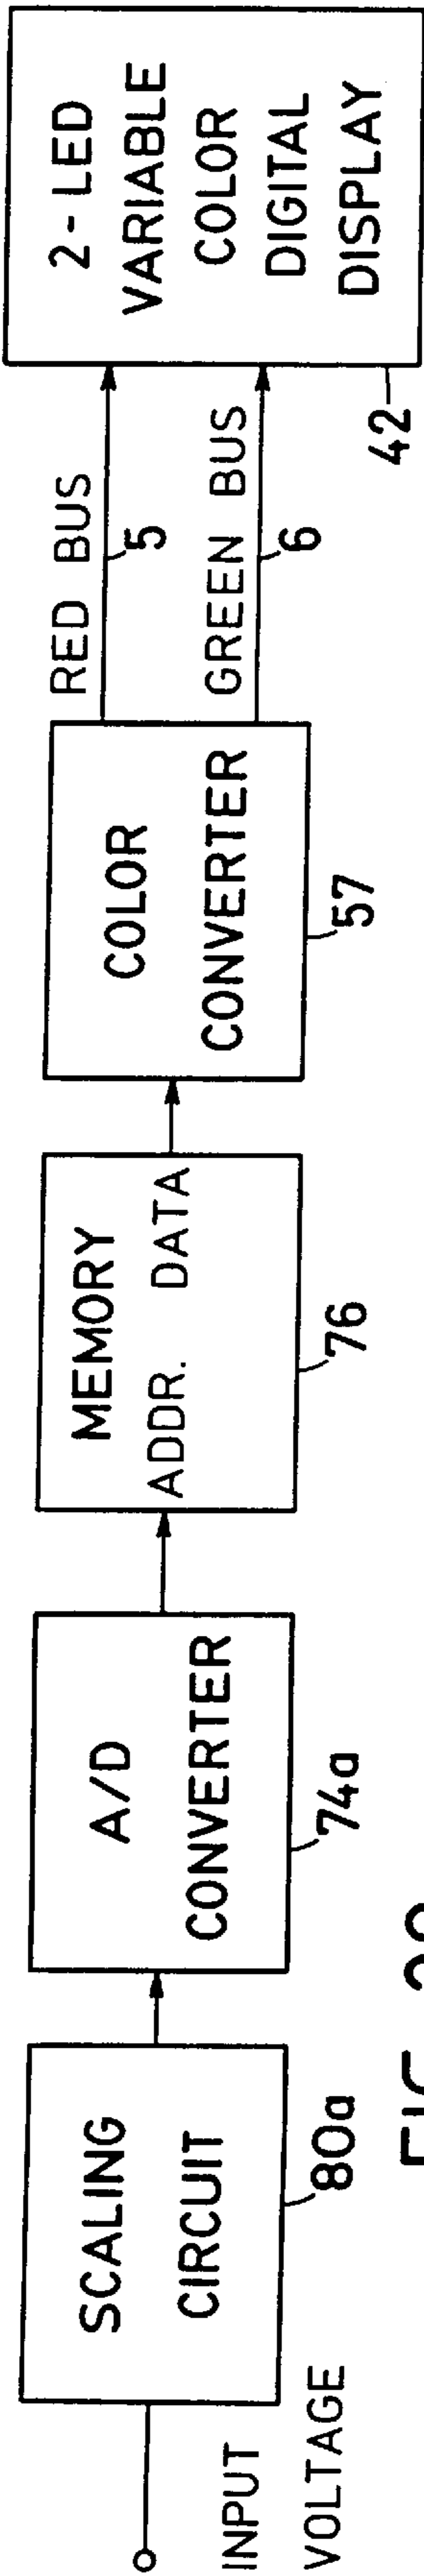 INPUT
VOLTAGE
SCALING
CIRCUIT
80a
A/D
CONVERTER
74a
MEMORY
ADDR. DATA
76
COLOR
CONVERTER
57
RED BUS
5
GREEN BUS
6
2-LED
VARIABLE
COLOR
DIGITAL
DISPLAY
42
FIG.